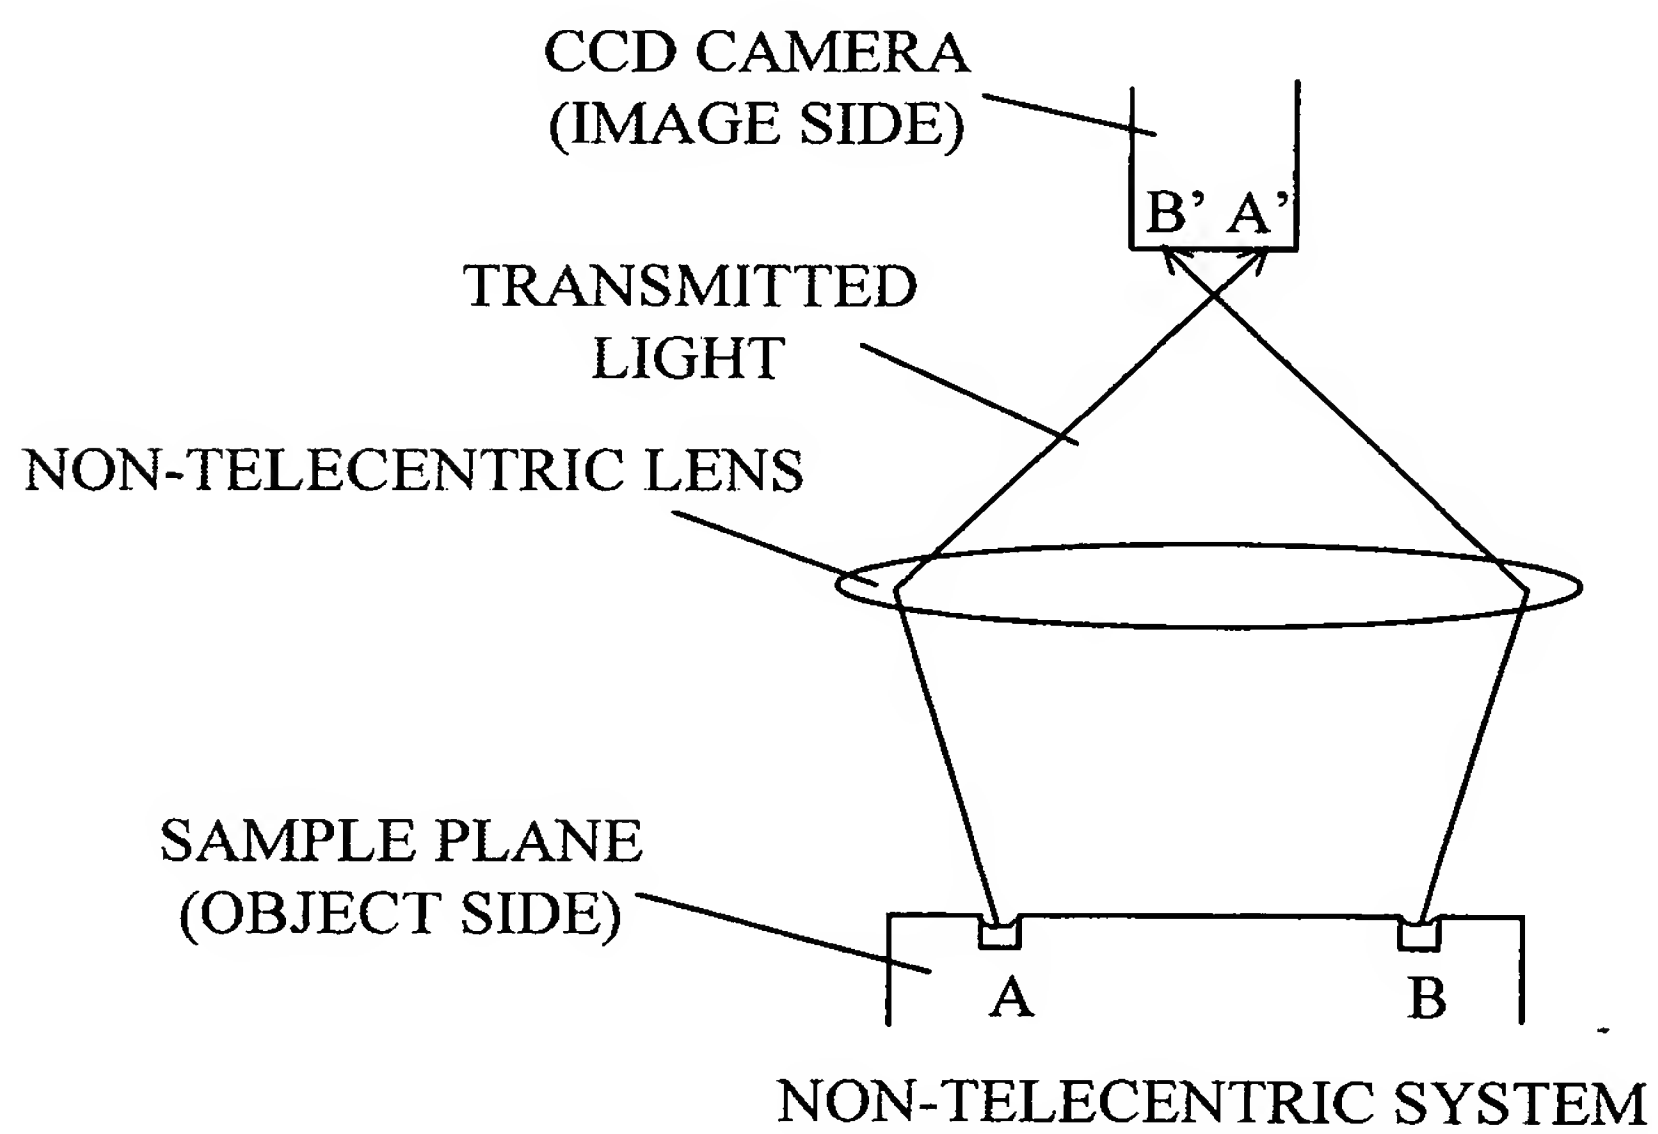 CCD CAMERA
(IMAGE SIDE)
B’ A’
TRANSMITTED
LIGHT
NON-TELECENTRIC LENS
SAMPLE PLANE
(OBJECT SIDE)
A
B
NON-TELECENTRIC SYSTEM